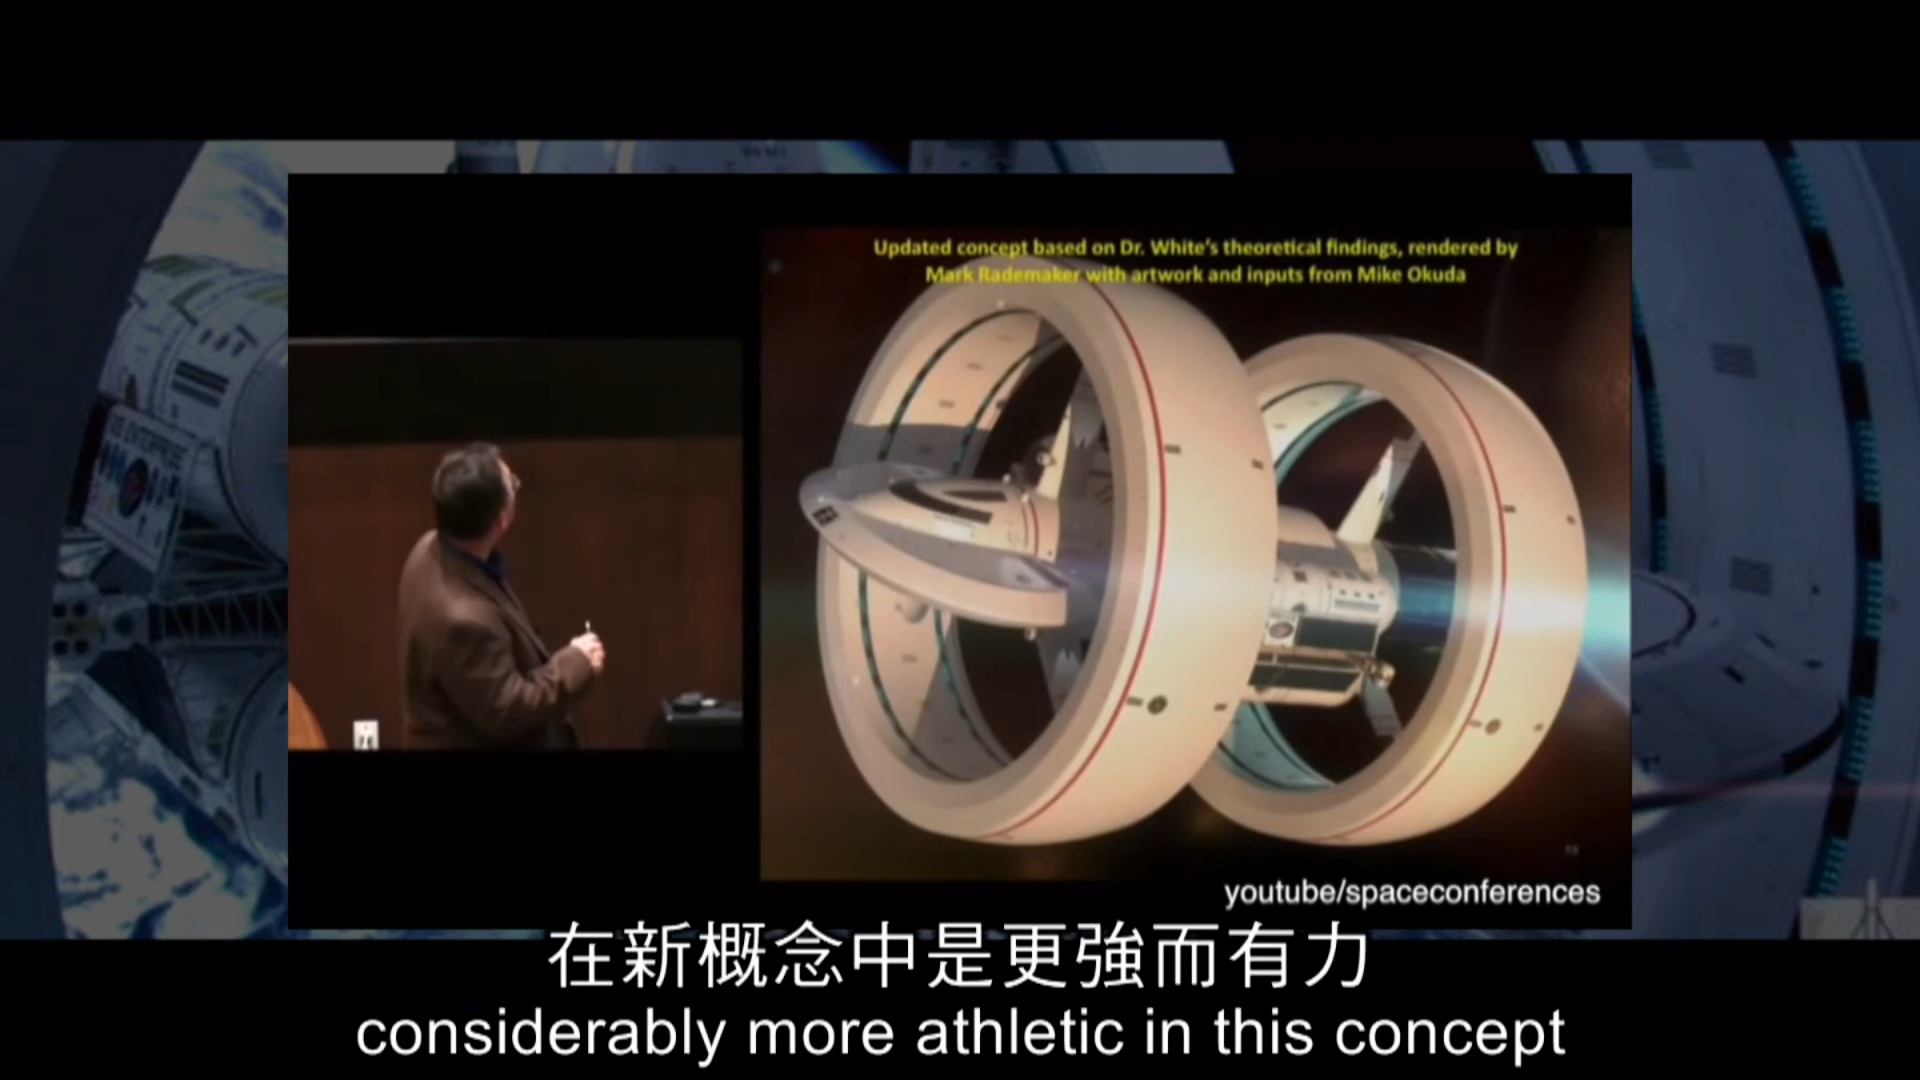 Updated concept based on Dr. White's theoretical findings, rendered by
Mark Rademaker with artwork and inputs from Mike Okuda
youtube/spaceconferences
在新概念中是更強而有力
considerably more athletic in this concept